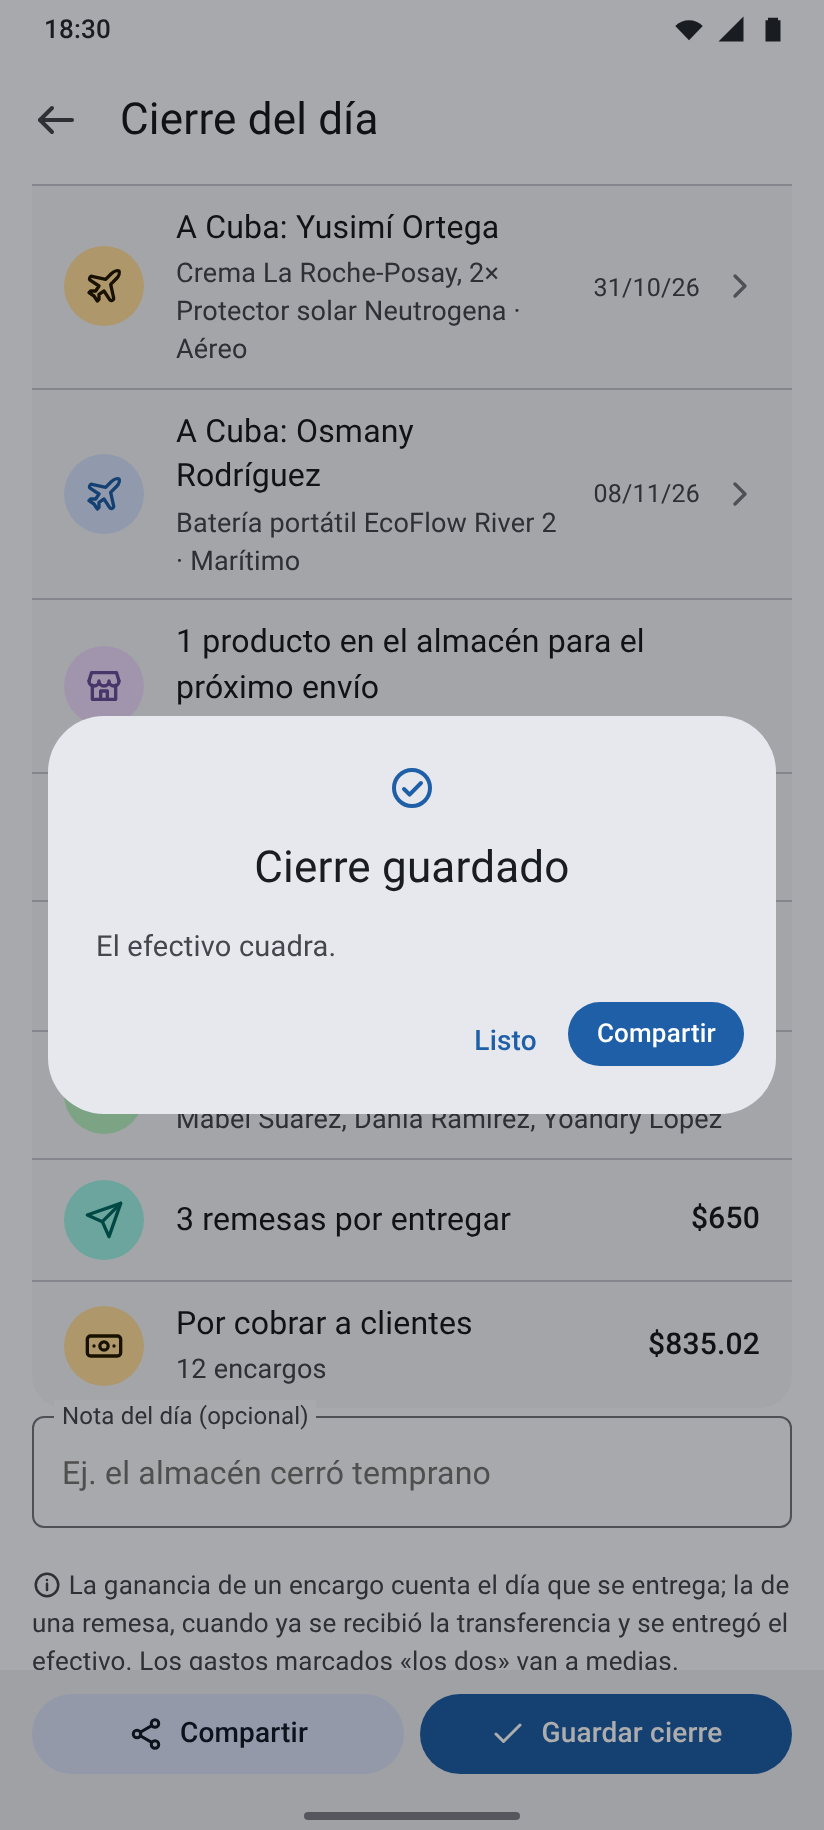 18:30
Cierre del día
A Cuba: Yusimí Ortega
Crema La Roche-Posay, 2×
Protector solar Neutrogena ·
Aéreo
31/10/26
A Cuba: Osmany
Rodríguez
Batería portátil EcoFlow River 2
· Marítimo
08/11/26
1 producto en el almacén para el
próximo envío
Cierre guardado
El efectivo cuadra.
Listo
Compartir
Mabel Suárez, Dania Ramírez, Yoandry López
3 remesas por entregar
$650
Por cobrar a clientes
12 encargos
$835.02
Nota del día (opcional)
Ej. el almacén cerró temprano
La ganancia de un encargo cuenta el día que se entrega; la de
una remesa, cuando ya se recibió la transferencia y se entregó el
efectivo. Los gastos marcados «los dos» van a medias.
Compartir
Guardar cierre